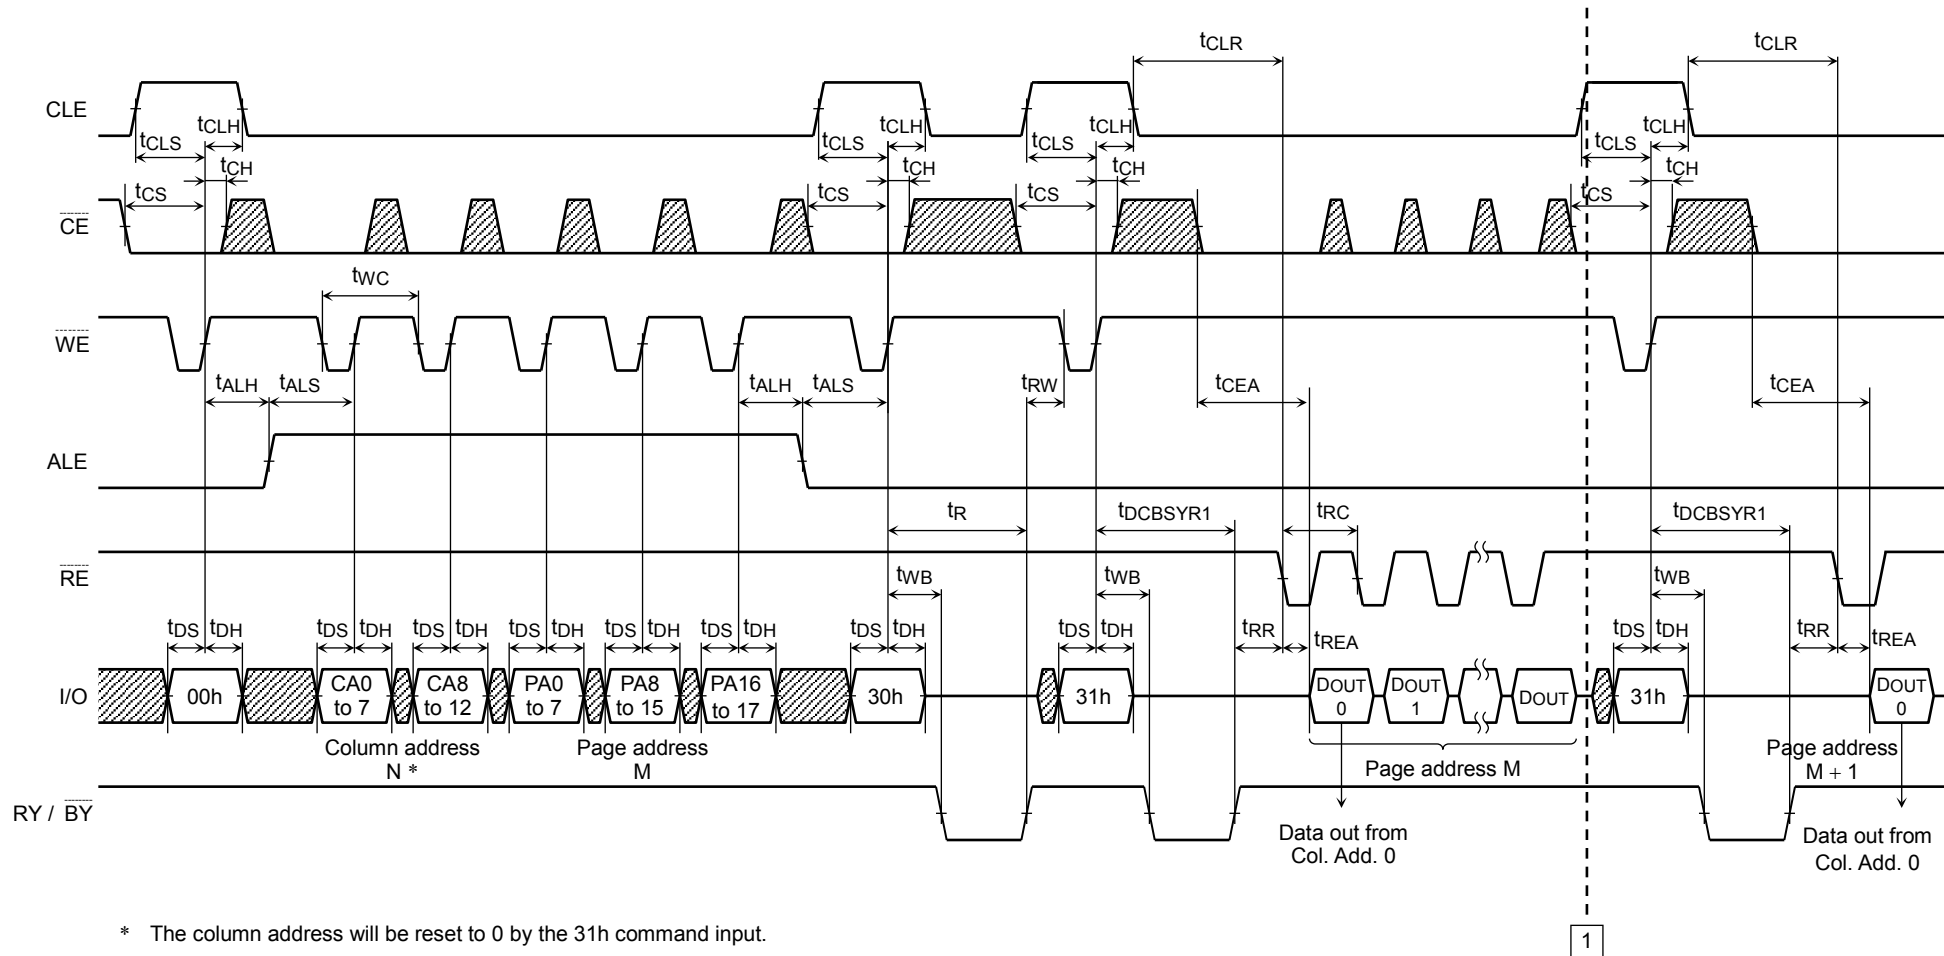 tCLR tCLR
CLE
tCLS tCLH tCLS tCLH tCLS tCLH tCLS tCLH
tCS tCH tCS tCH tCS tCH tCS tCH
CE
tWC
WE
tALH tALS tALH tALS tRW tCEA tCEA
ALE
tR tDCBSYR1 tRC tDCBSYR1
RE
tWB tWB tWB
tDS tDH tDS tDH tDS tDH tDS tDH tDS tDH tDS tDH tDS tDH tDS tDH tRR tREA tDS tDH tRR tREA
I/O
00h
CA0
to 7
CA8
to 12
PA0
to 7
PA8
to 15
PA16
to 17
30h
31h
DOUT
0
DOUT
1
DOUT
31h
DOUT
0
Column address
N *
Page address
M
Page address M
Page address
M + 1
RY / BY
Data out from
Col. Add. 0
Data out from
Col. Add. 0
* The column address will be reset to 0 by the 31h command input.
1